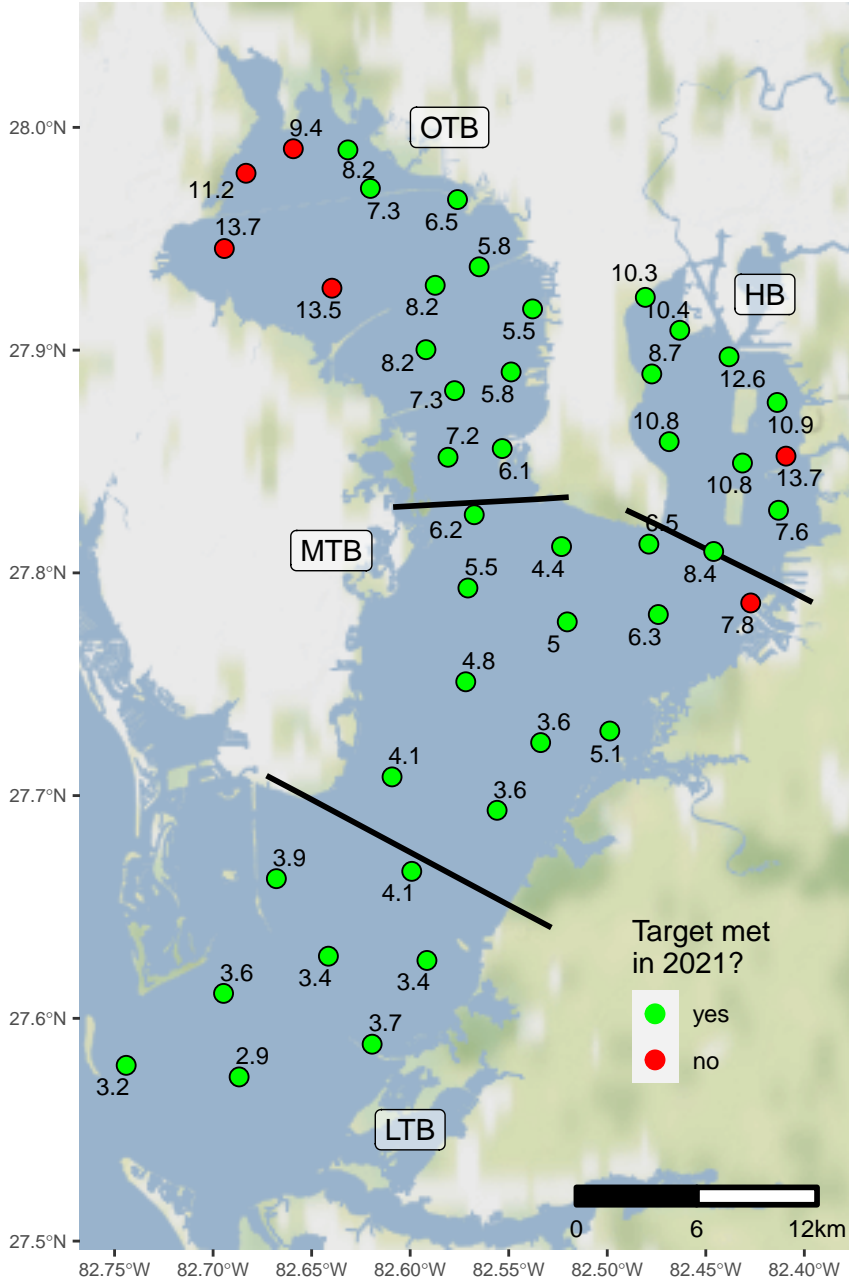 28.0°N
9.4
OTB
8.2
11.2
7.3
6.5
13.7
5.8
10.3
HB
13.5
8.2
10.4
5.5
27.9°N
8.2
8.7
12.6
7.3
5.8
10.9
7.2
10.8
6.1
10.8
13.7
6.2
6.5
7.6
MTB
4.4
8.4
27.8°N
5.5
5
6.3
7.8
4.8
3.6
5.1
4.1
27.7°N
3.6
3.9
4.1
Target met
in 2021?
3.4
3.4
3.6
yes
27.6°N
3.7
no
2.9
3.2
LTB
0
6
12km
27.5°N
82.75°W
82.70°W
82.65°W
82.60°W
82.55°W
82.50°W
82.45°W
82.40°W